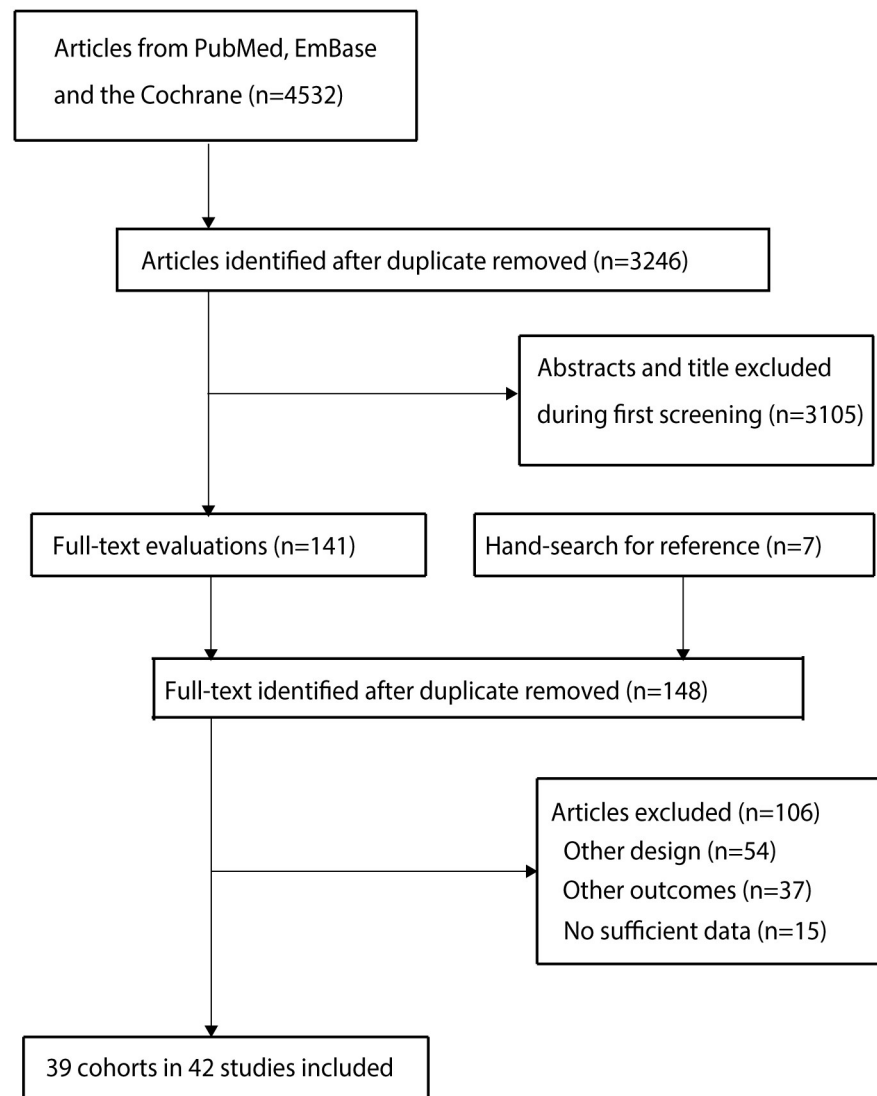 Articles from PubMed, EmBase
and the Cochrane (n=4532)
Articles identified after duplicate removed (n=3246)
Abstracts and title excluded
during first screening (n=3105)
Full-text evaluations (n=141)
Hand-search for reference (n=7)
Full-text identified after duplicate removed (n=148)
Articles excluded (n=106)
Other design (n=54)
Other outcomes (n=37)
No sufficient data (n=15)
39 cohorts in 42 studies included